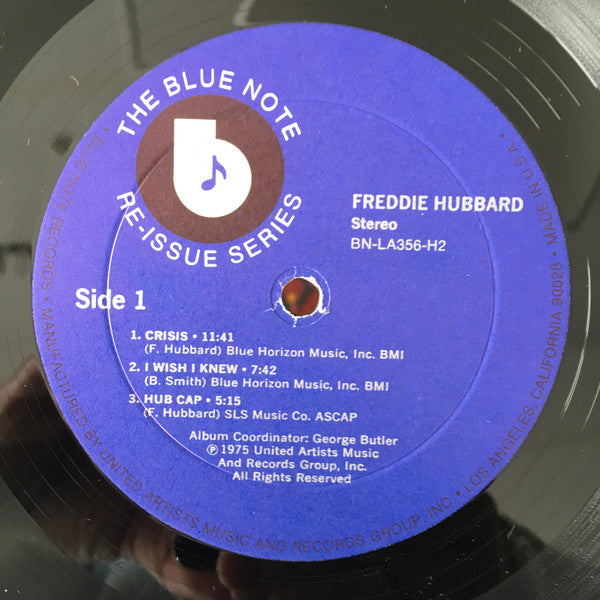 THE BLUE NOTE
RE-ISSUE SERIES
b
FREDDIE HUBBARD
Stereo
BN-LA356-H2
Side 1
1. CRISIS • 11:41
(F. Hubbard) Blue Horizon Music, Inc. BMI
2. I WISH I KNEW • 7:42
(B. Smith) Blue Horizon Music, Inc. BMI
3. HUB CAP • 5:15
(F. Hubbard) SLS Music Co. ASCAP
Album Coordinator: George Butler
℗ 1975 United Artists Music
And Records Group, Inc.
All Rights Reserved
• BLUE NOTE RECORDS • MANUFACTURED BY UNITED ARTISTS MUSIC AND RECORDS GROUP, INC. • LOS ANGELES, CALIFORNIA 90028 • MADE IN U.S.A. •